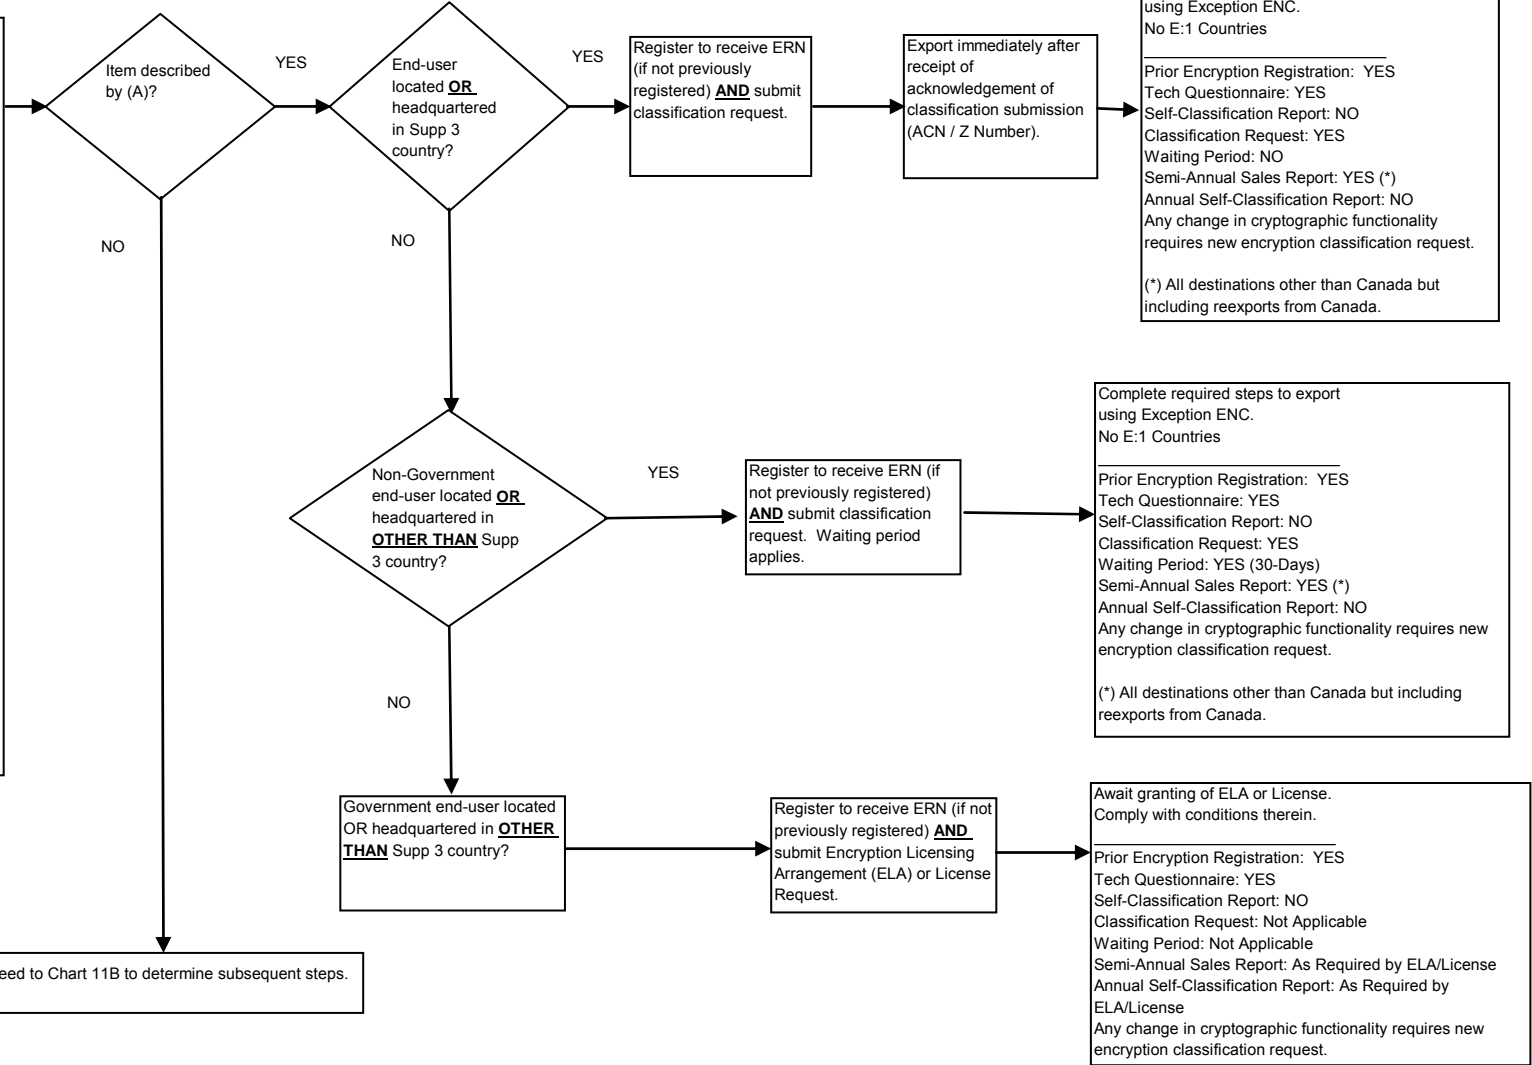 Item described
by (A)?
YES
NO
End-user
located OR
headquartered
in Supp 3
country?
YES
NO
Register to receive ERN
(if not previously
registered) AND submit
classification request.
Export immediately after
receipt of
acknowledgement of
classification submission
(ACN / Z Number).
using Exception ENC.
No E:1 Countries
Prior Encryption Registration: YES
Tech Questionnaire: YES
Self-Classification Report: NO
Classification Request: YES
Waiting Period: NO
Semi-Annual Sales Report: YES (*)
Annual Self-Classification Report: NO
Any change in cryptographic functionality
requires new encryption classification request.
(*) All destinations other than Canada but
including reexports from Canada.
Non-Government
end-user located OR
headquartered in
OTHER THAN Supp
3 country?
YES
NO
Register to receive ERN (if
not previously registered)
AND submit classification
request. Waiting period
applies.
Complete required steps to export
using Exception ENC.
No E:1 Countries
Prior Encryption Registration: YES
Tech Questionnaire: YES
Self-Classification Report: NO
Classification Request: YES
Waiting Period: YES (30-Days)
Semi-Annual Sales Report: YES (*)
Annual Self-Classification Report: NO
Any change in cryptographic functionality requires new
encryption classification request.
(*) All destinations other than Canada but including
reexports from Canada.
Government end-user located
OR headquartered in OTHER
THAN Supp 3 country?
Register to receive ERN (if not
previously registered) AND
submit Encryption Licensing
Arrangement (ELA) or License
Request.
Await granting of ELA or License.
Comply with conditions therein.
Prior Encryption Registration: YES
Tech Questionnaire: YES
Self-Classification Report: NO
Classification Request: Not Applicable
Waiting Period: Not Applicable
Semi-Annual Sales Report: As Required by ELA/License
Annual Self-Classification Report: As Required by
ELA/License
Any change in cryptographic functionality requires new
encryption classification request.
eed to Chart 11B to determine subsequent steps.